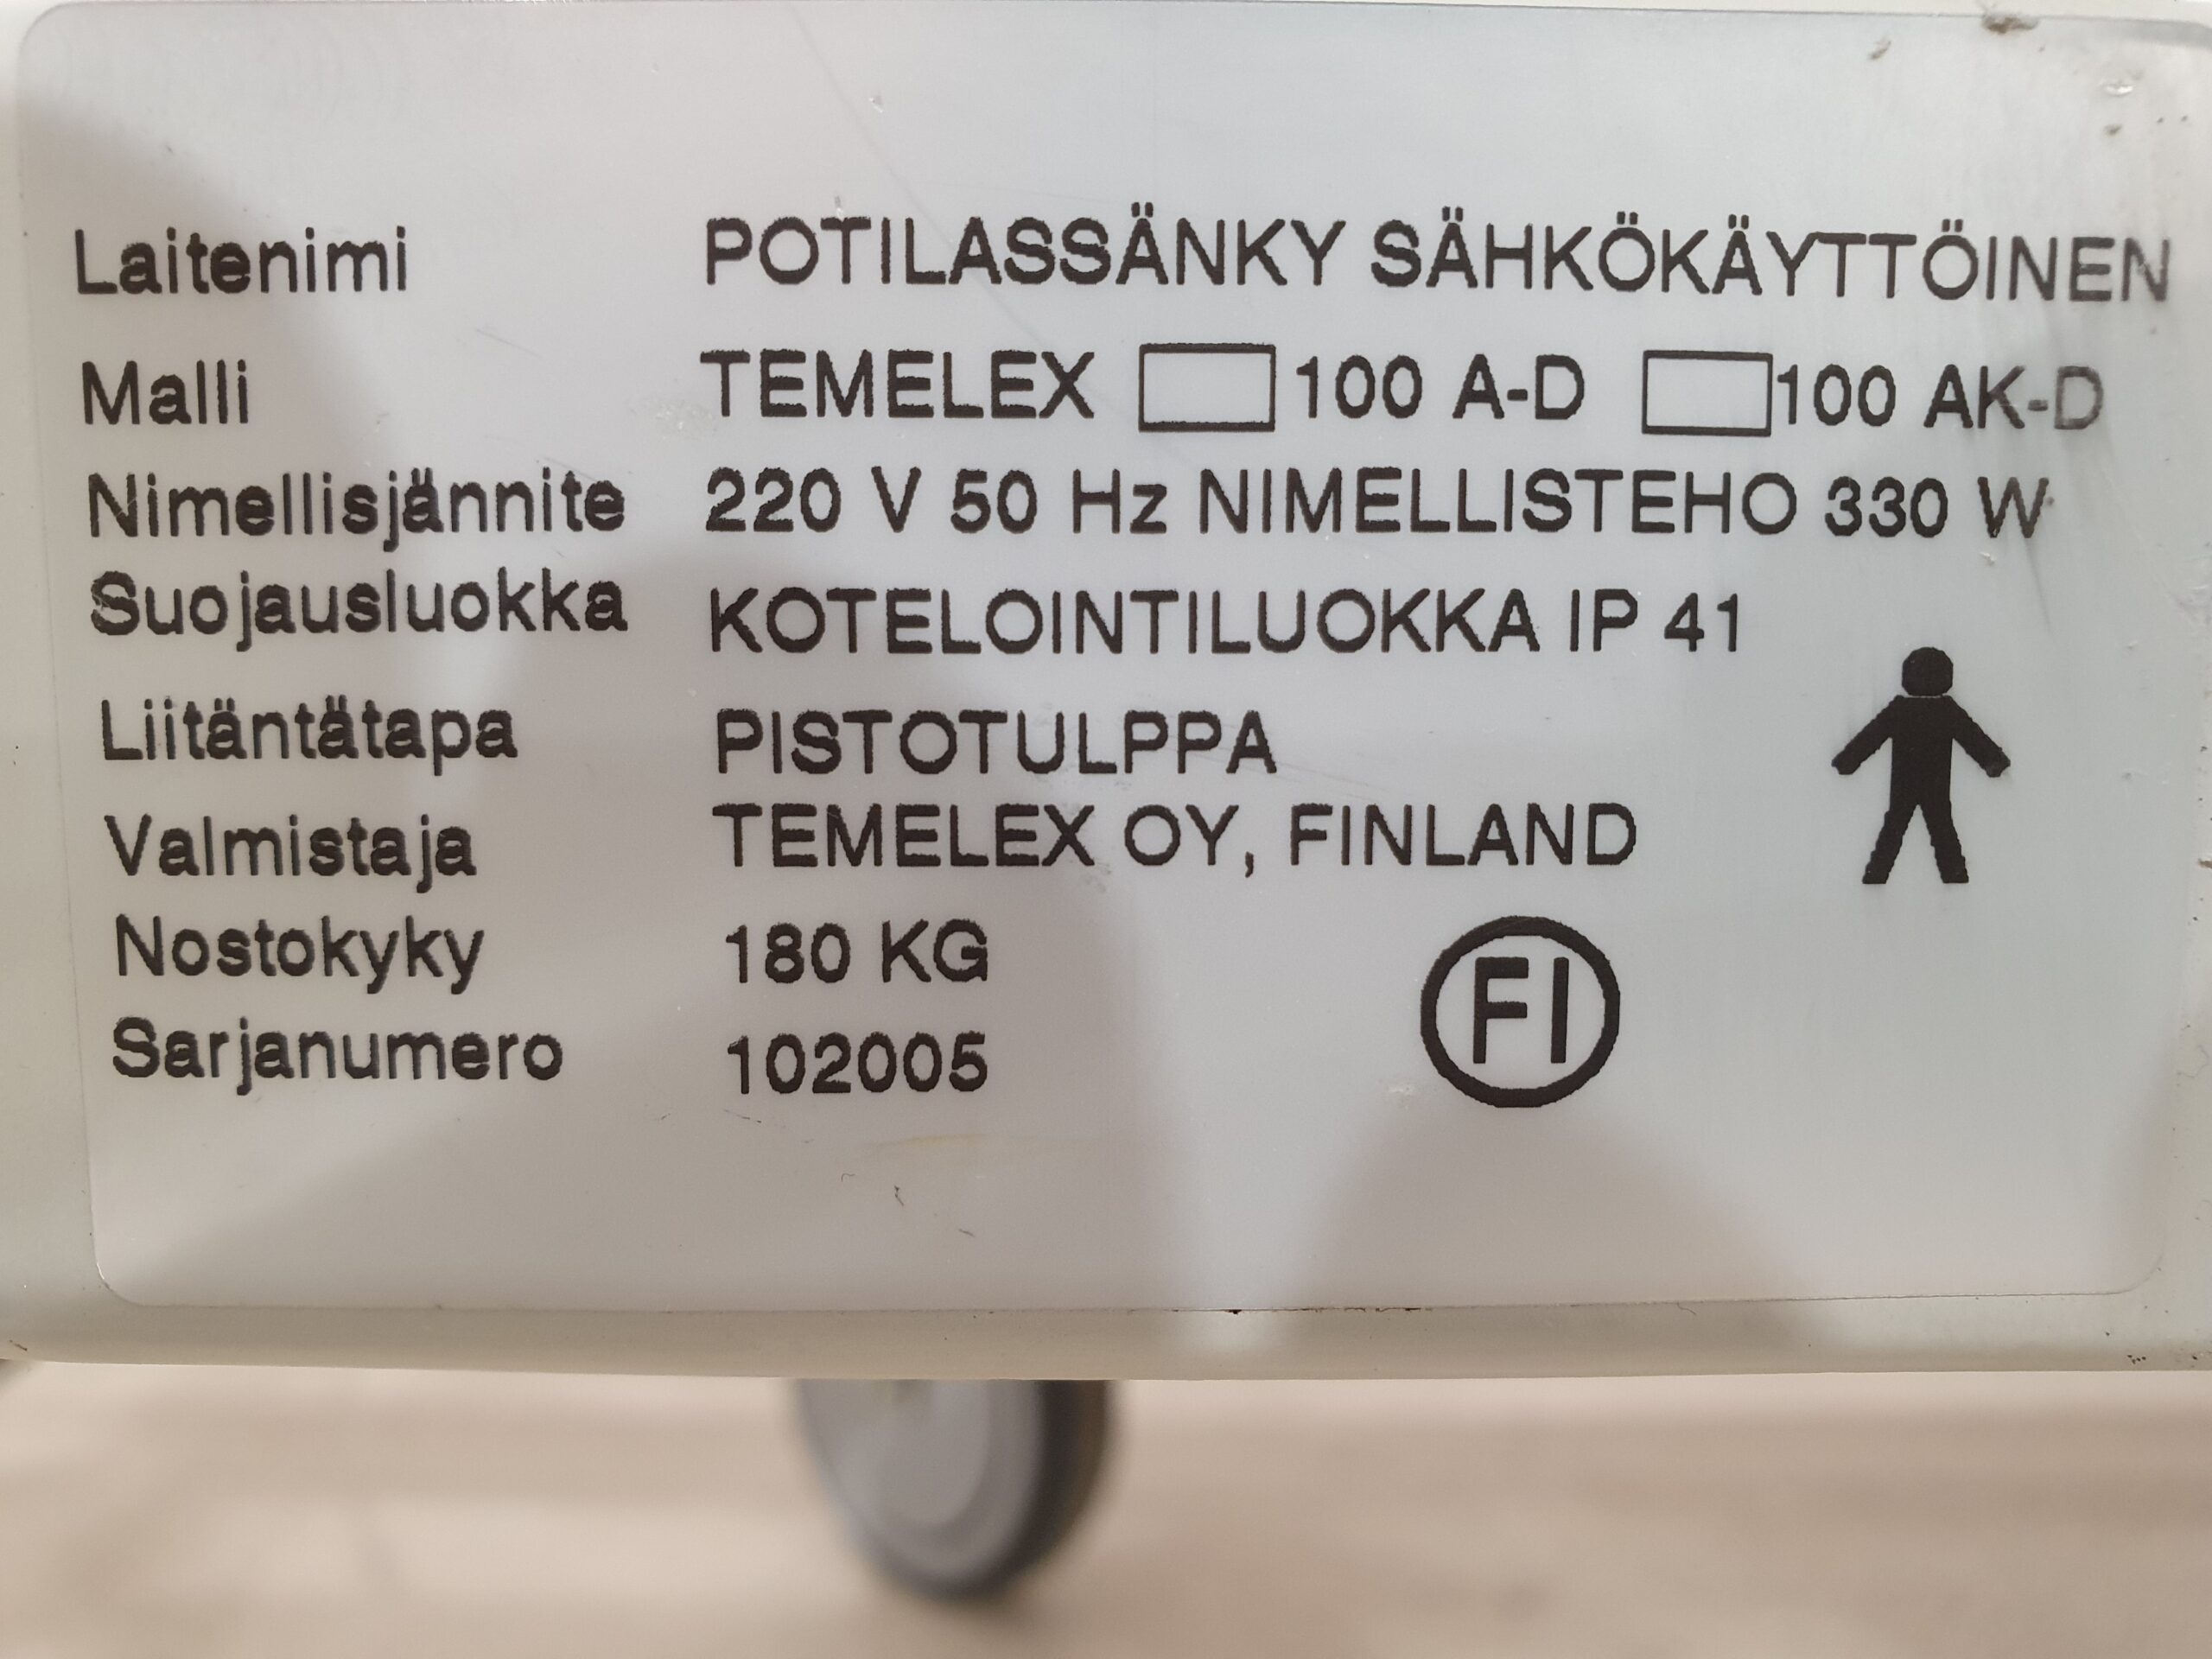 Laitenimi POTILASSÄNKY SÄHKÖKÄYTTÖINEN
Malli TEMELEX 100 A-D 100 AK-D
Nimellisjännite 220 V 50 Hz NIMELLISTEHO 330 W
Suojausluokka KOTELOINTILUOKKA IP 41
Liitäntätapa PISTOTULPPA
Valmistaja TEMELEX OY, FINLAND
Nostokyky 180 KG
Sarjanumero 102005
FI